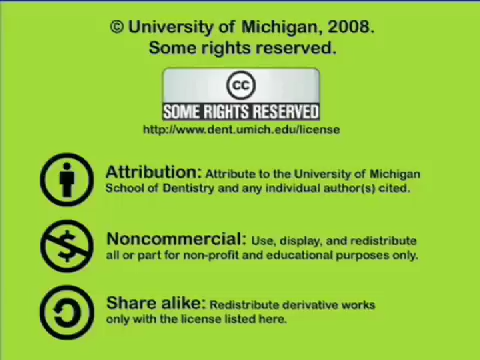 © University of Michigan, 2008.
Some rights reserved.
cc
SOME RIGHTS RESERVED
http://www.dent.umich.edu/license
Attribution: Attribute to the University of Michigan
School of Dentistry and any individual author(s) cited.
$
Noncommercial: Use, display, and redistribute
all or part for non-profit and educational purposes only.
Share alike: Redistribute derivative works
only with the license listed here.